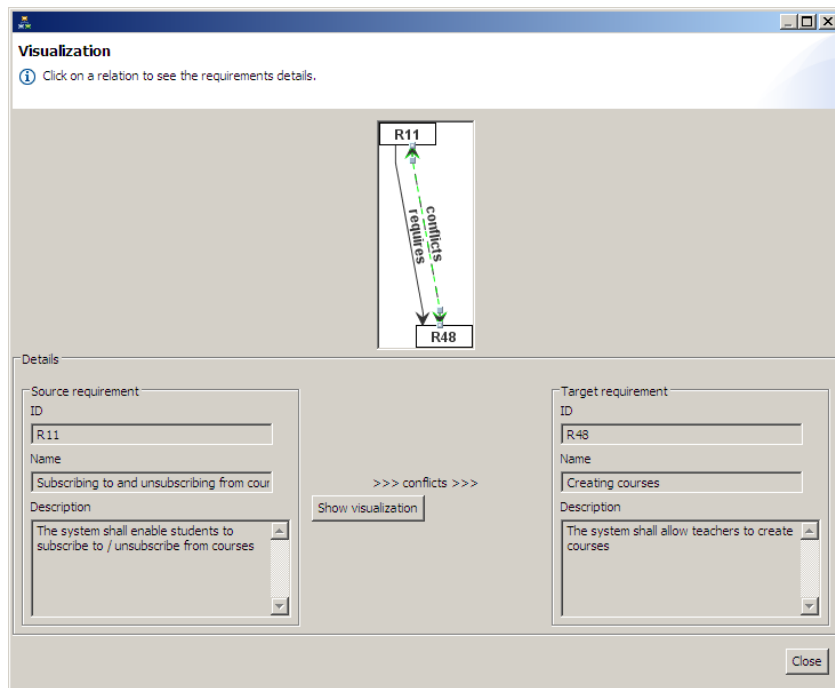 Visualization
Click on a relation to see the requirements details.
R11
conflicts
requires
R48
Details
Source requirement
ID
R11
Name
Subscribing to and unsubscribing from cour
Description
The system shall enable students to
subscribe to / unsubscribe from courses
>>> conflicts >>>
Show visualization
Target requirement
ID
R48
Name
Creating courses
Description
The system shall allow teachers to create
courses
Close